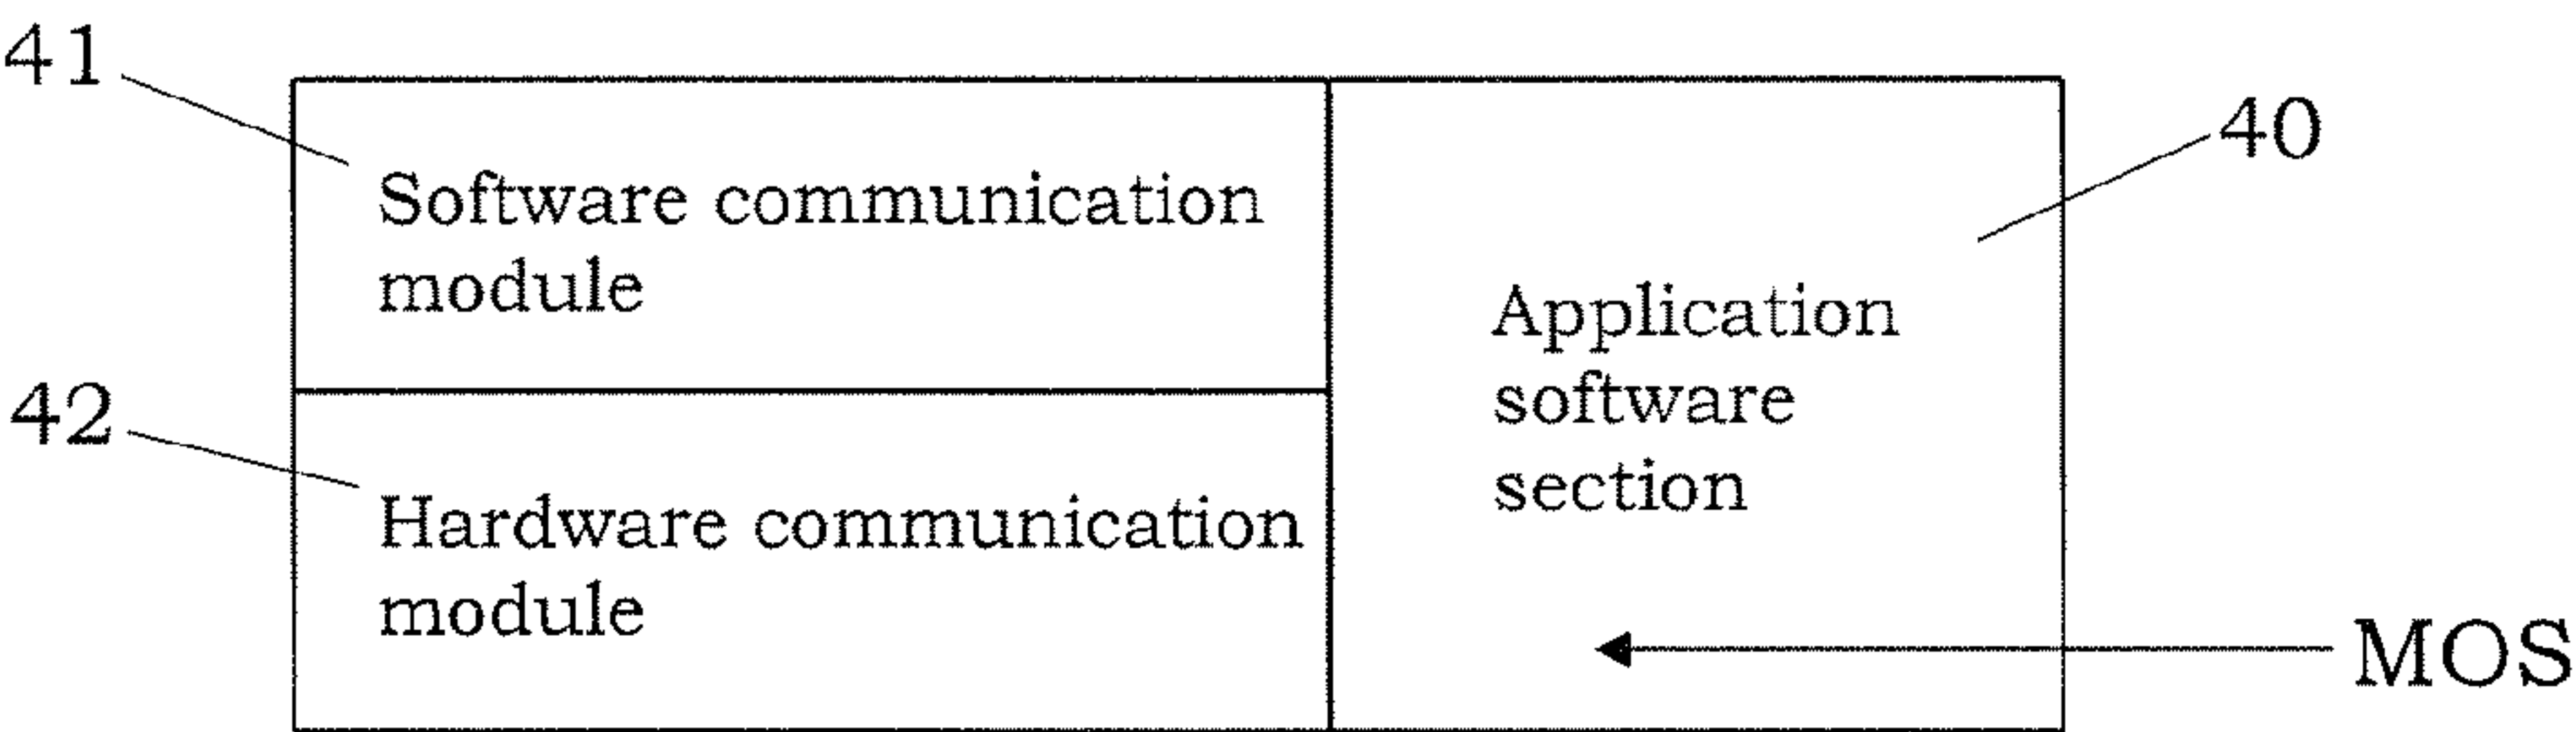 41
Software communication
module
42
Hardware communication
module
Application
software
section
40
MOS